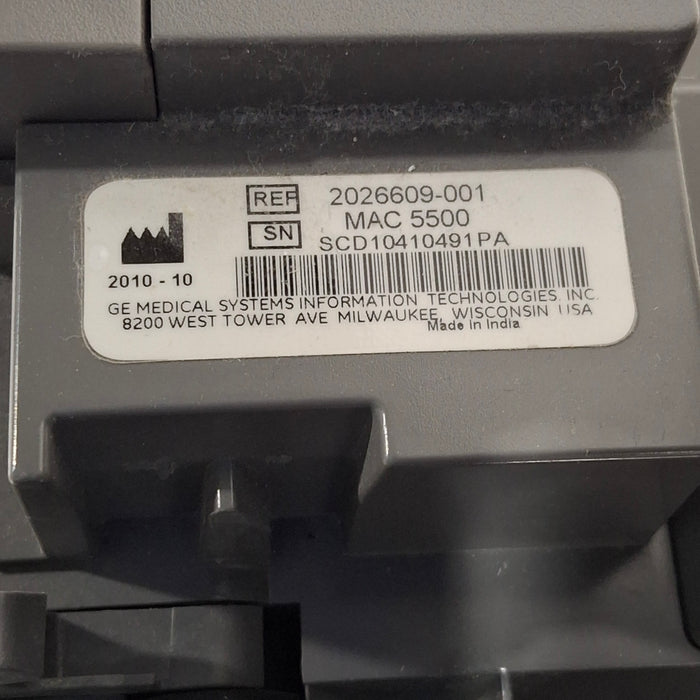 REF 2026609-001
MAC 5500
SN SCD10410491PA
2010 - 10
GE MEDICAL SYSTEMS INFORMATION TECHNOLOGIES, INC.
8200 WEST TOWER AVE MILWAUKEE, WISCONSIN USA
Made in India